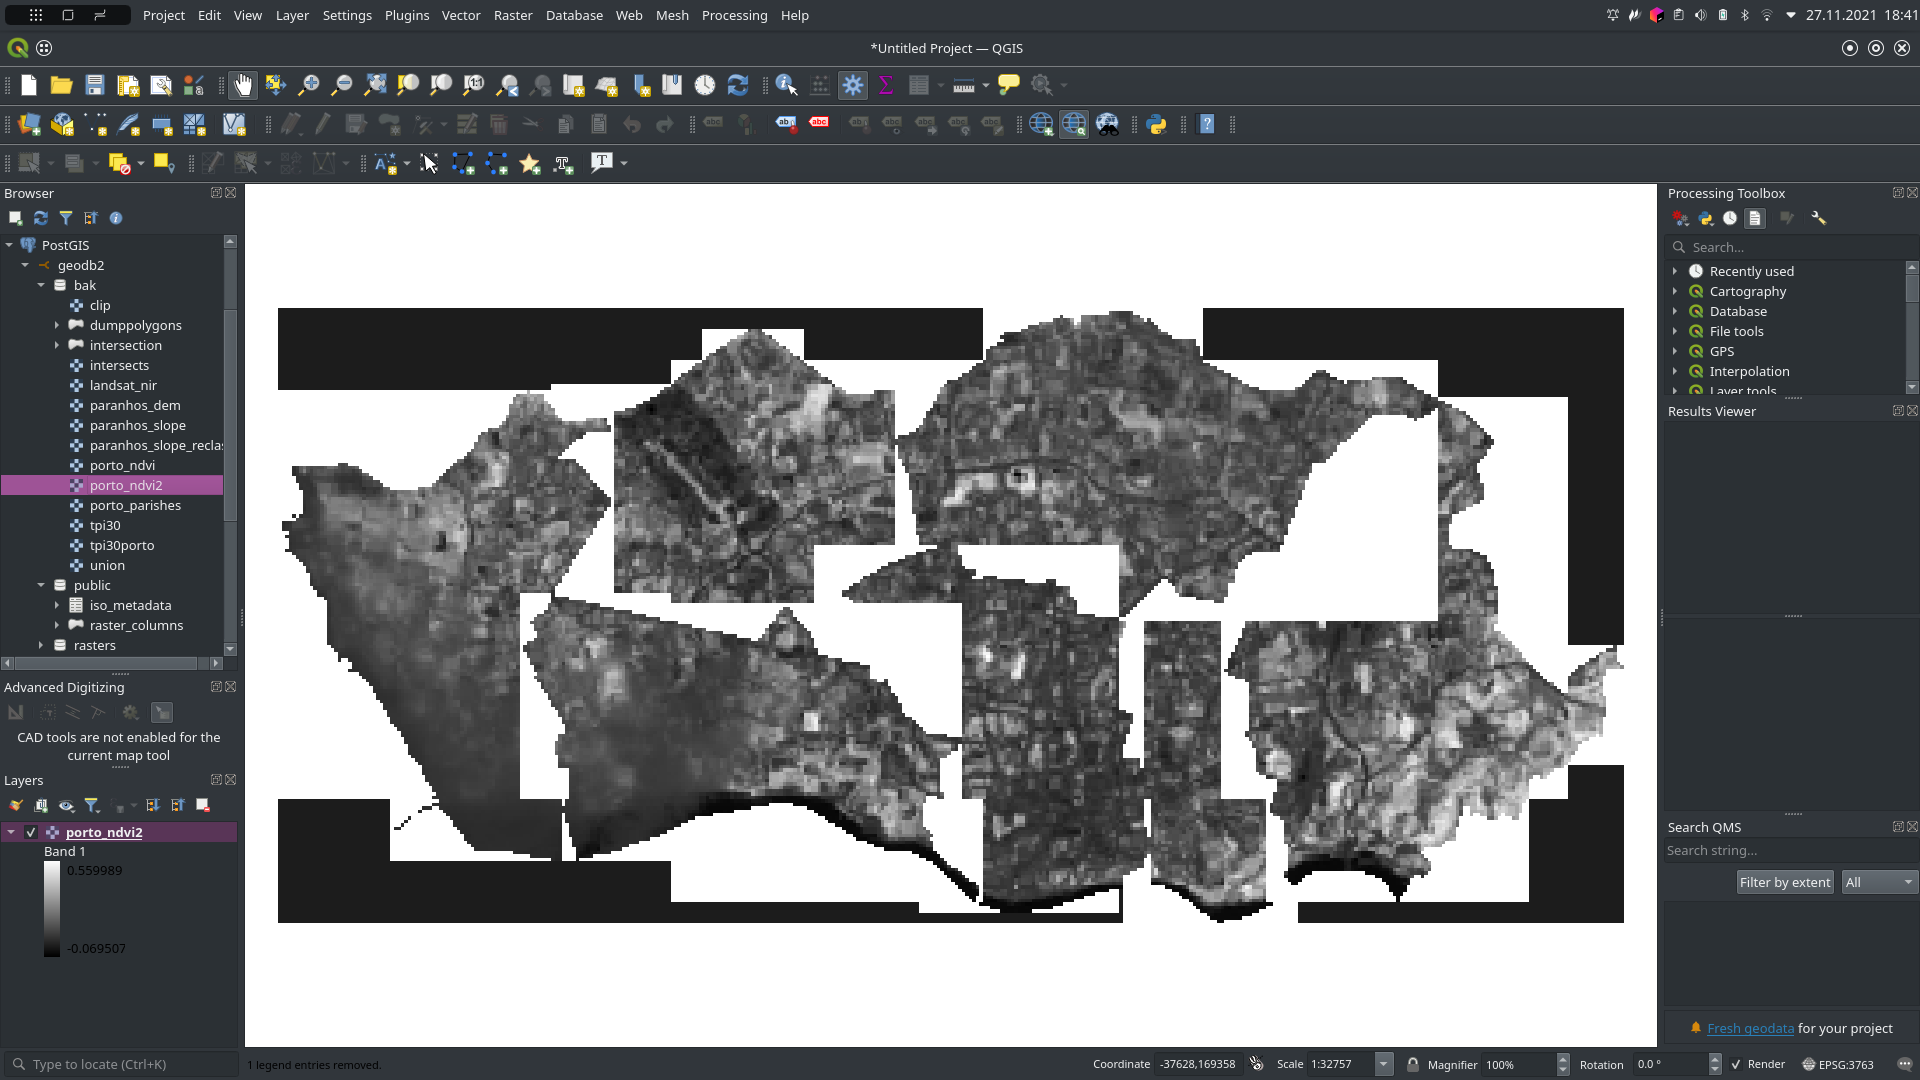 Project Edit View Layer Settings Plugins Vector Raster Database Web Mesh Processing Help
27.11.2021 18:41
*Untitled Project — QGIS
Browser
PostGIS
geodb2
bak
clip
dumppolygons
intersection
intersects
landsat_nir
paranhos_dem
paranhos_slope
paranhos_slope_reclas
porto_ndvi
porto_ndvi2
porto_parishes
tpi30
tpi30porto
union
public
iso_metadata
raster_columns
rasters
Advanced Digitizing
CAD tools are not enabled for the
current map tool
Layers
porto_ndvi2
Band 1
0.559989
-0.069507
Processing Toolbox
Search...
Recently used
Cartography
Database
File tools
GPS
Interpolation
Layer tools
Results Viewer
Search QMS
Search string...
Filter by extent All
Fresh geodata for your project
Type to locate (Ctrl+K) 1 legend entries removed. Coordinate -37628,169358 Scale 1:32757 Magnifier 100% Rotation 0.0 ° Render EPSG:3763